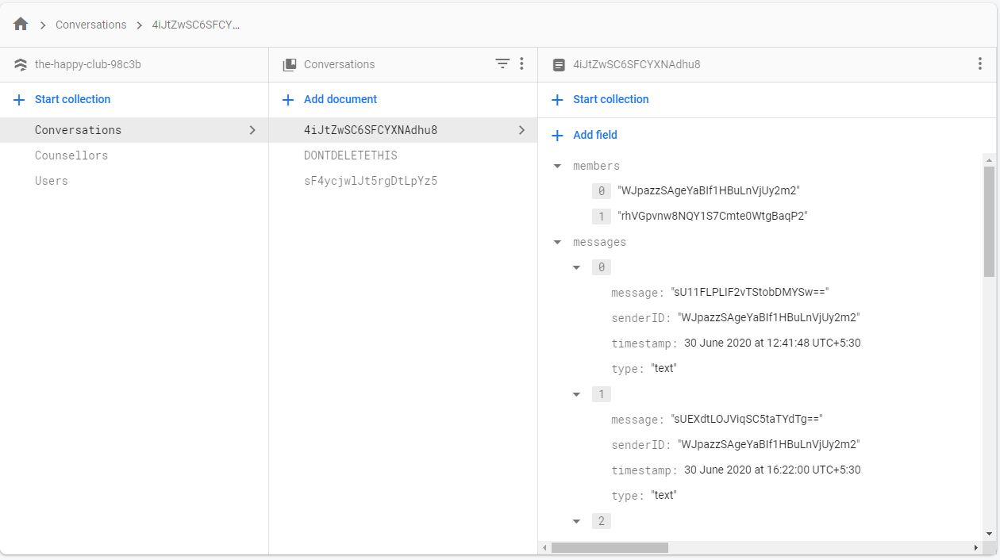 Conversations 4iJtZwSC6SFCY...
the-happy-club-98c3b
Start collection
Conversations
Counsellors
Users
Conversations
Add document
4iJtZwSC6SFCYXNAdhu8
DONTDELETETHIS
sF4ycjwlJt5rgDtLpYz5
4iJtZwSC6SFCYXNAdhu8
Start collection
Add field
members
0 "WJpazzSAgeYaBIf1HBuLnVjUy2m2"
1 "rhVGpvnw8NQY1S7Cmte0WtgBaqP2"
messages
0
message: "sU11FLPLIF2vTStobDMYSw=="
senderID: "WJpazzSAgeYaBIf1HBuLnVjUy2m2"
timestamp: 30 June 2020 at 12:41:48 UTC+5:30
type: "text"
1
message: "sUEXdtLOJViqSC5taTYdTg=="
senderID: "WJpazzSAgeYaBIf1HBuLnVjUy2m2"
timestamp: 30 June 2020 at 16:22:00 UTC+5:30
type: "text"
2